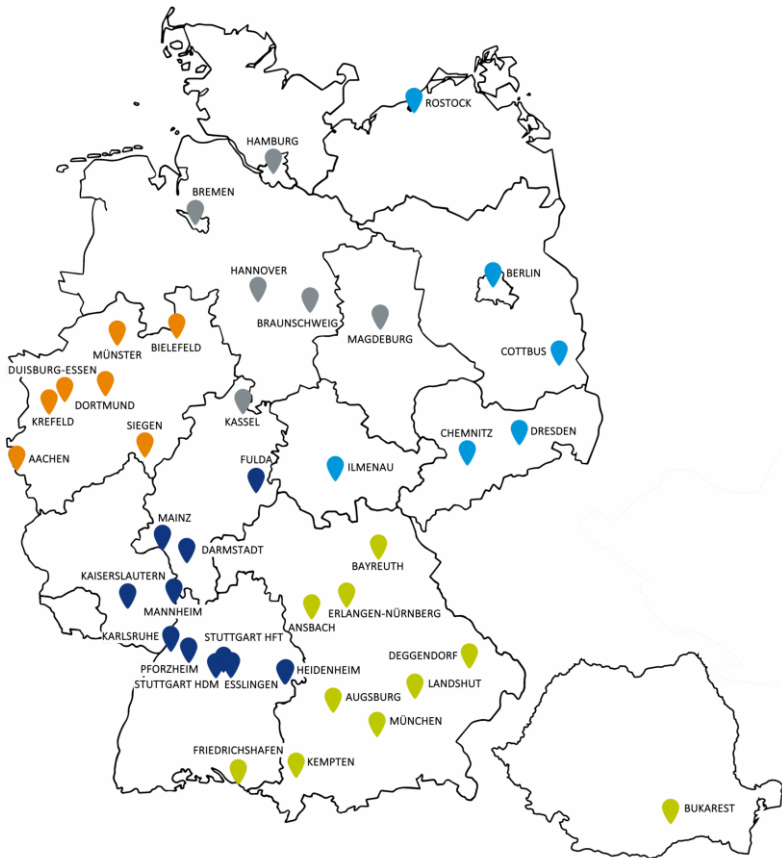 ROSTOCK
HAMBURG
BREMEN
HANNOVER
BERLIN
BRAUNSCHWEIG
MAGDEBURG
MÜNSTER
BIELEFELD
COTTBUS
DUISBURG-ESSEN
DORTMUND
KREFELD
KASSEL
SIEGEN
CHEMNITZ
DRESDEN
AACHEN
FULDA
ILMENAU
MAINZ
DARMSTADT
BAYREUTH
KAISERSLAUTERN
MANNHEIM
ERLANGEN-NÜRNBERG
ANSBACH
KARLSRUHE
STUTTGART HFT
DEGGENDORF
PFORZHEIM
HEIDENHEIM
STUTTGART HDM
ESSLINGEN
LANDSHUT
AUGSBURG
MÜNCHEN
FRIEDRICHSHAFEN
KEMPTEN
BUKAREST